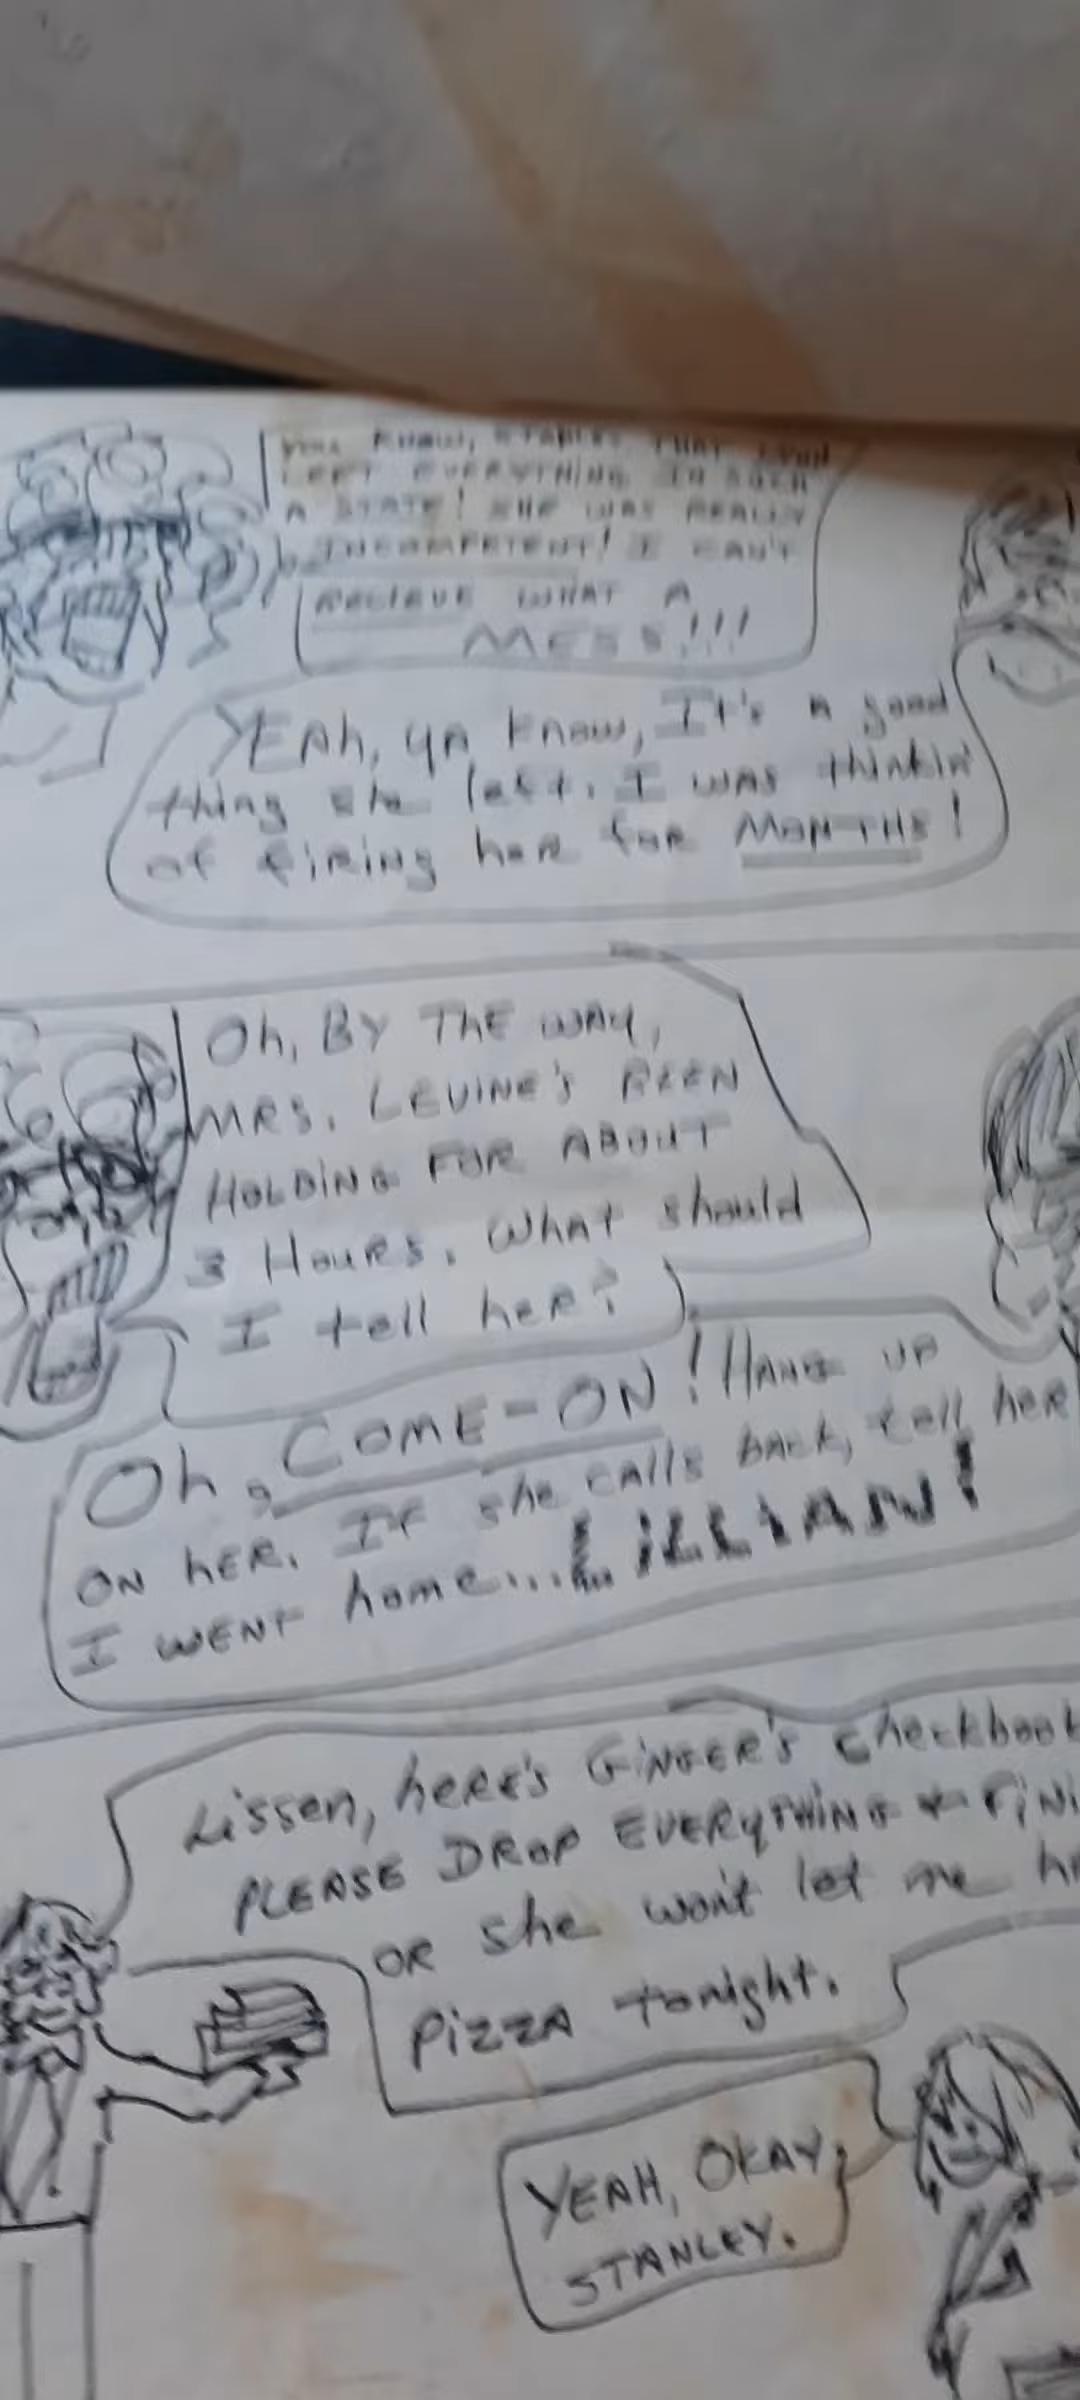 YOU KNOW, STANLEY THAT
LEFT EVERYTHING IN SUCH
A STATE! SHE WAS REALLY
INCOMPETENT! I CAN'T
BELIEVE WHAT A
MESS!!!
YEAh, YA KNOW, It's A good
thing she left. I WAS thinkin'
of fiRING heR foR MONTHS!
Oh, BY THE WAY,
MRS. LEVINE'S BEEN
HOLDING FOR ABOUT
3 HOURS. What should
I tell heR?
Oh, COME-ON! HANG UP
ON hER. If she calls back, tell her
I WENT home... LiLLiAN!
Lissen, heRE's GiNGER's checkbook
PLEASE DROP EVERYTHING +
OR she won't let me
PIZZA tonight.
YEAH, OKAY,
STANLEY.